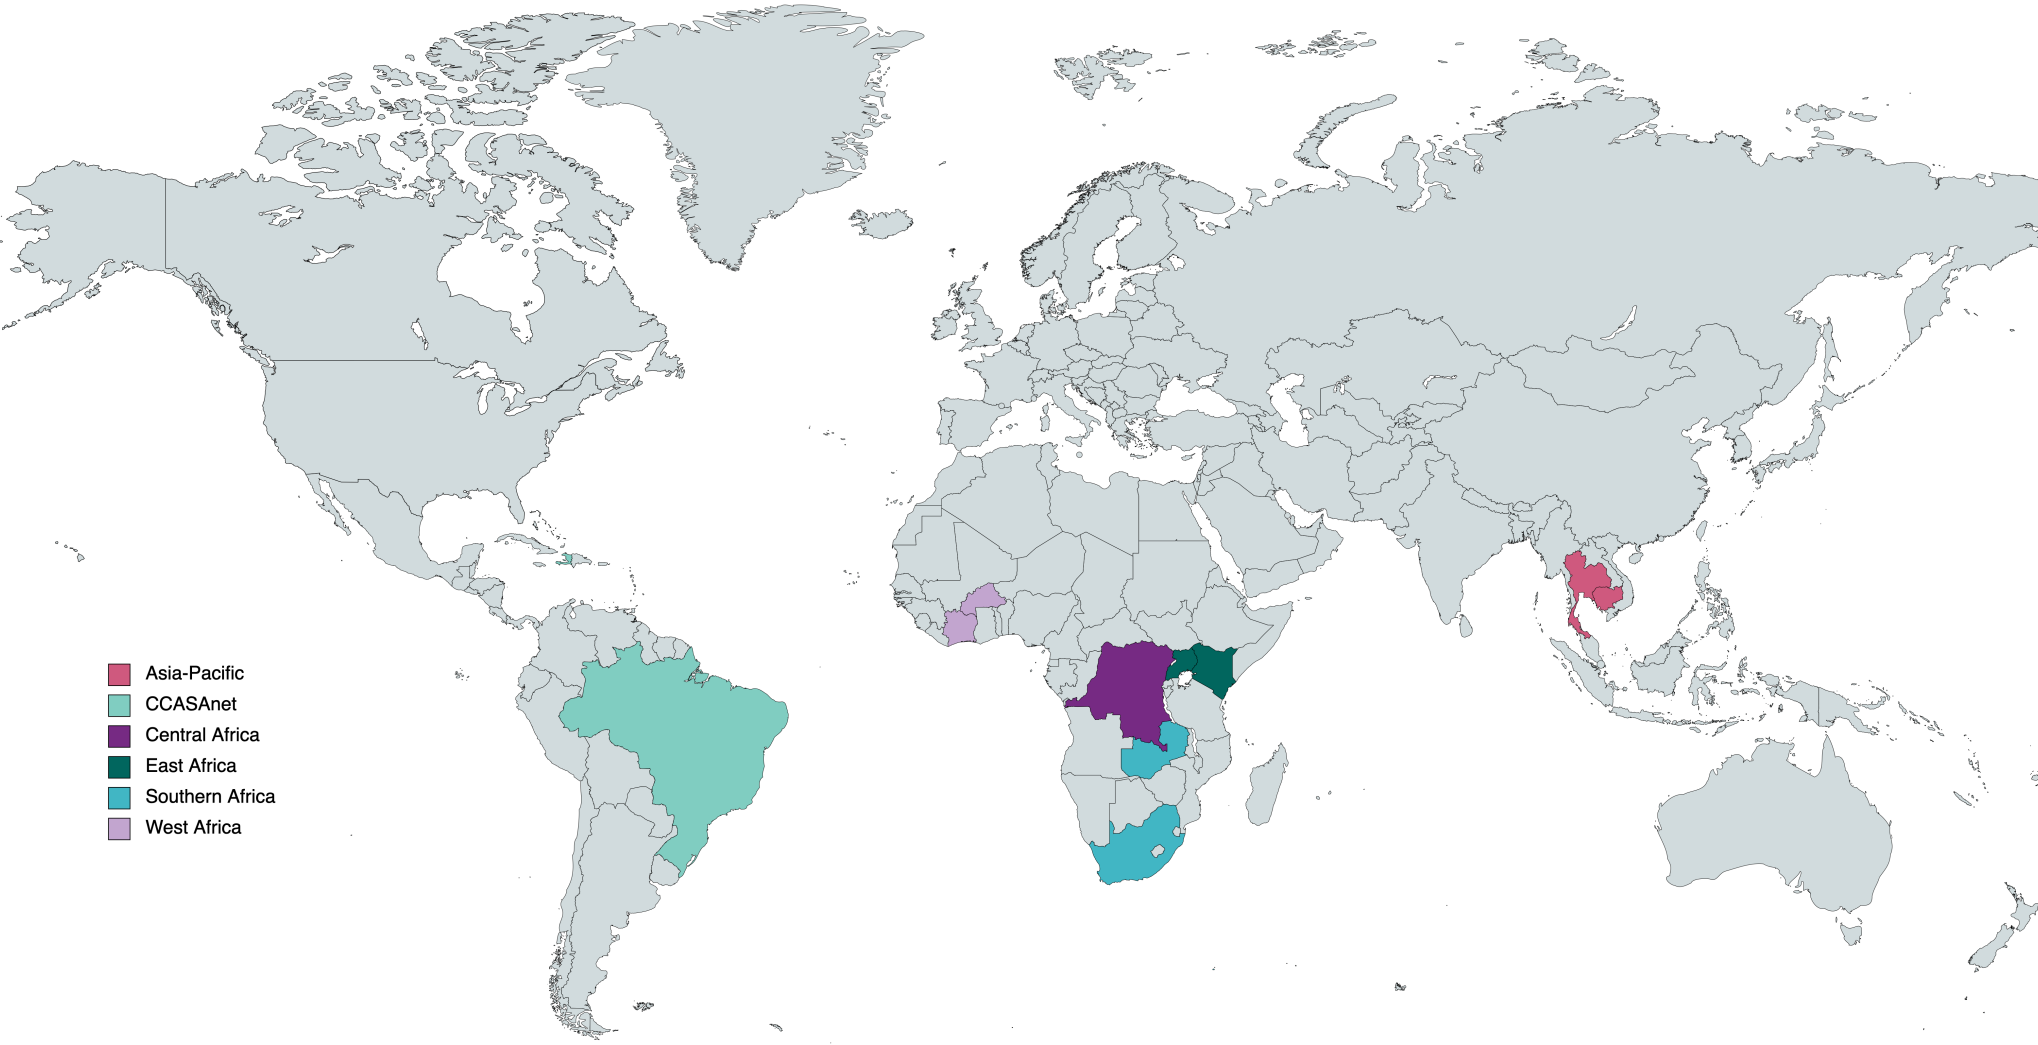 Asia-Pacific
CCASAnet
Central Africa
East Africa
Southern Africa
West Africa